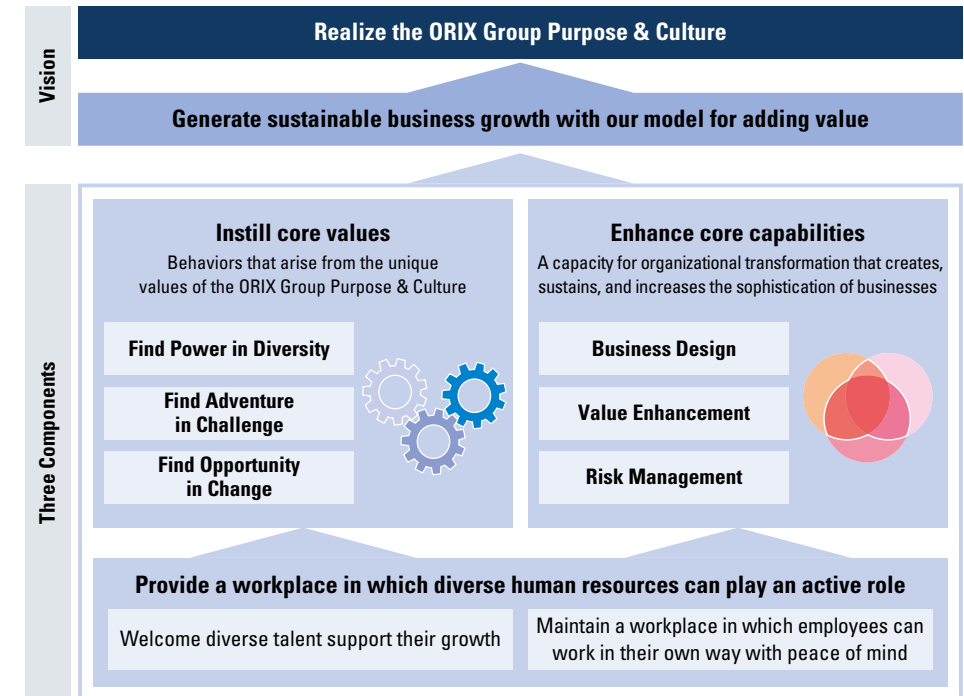 Vision
Realize the ORIX Group Purpose & Culture
Generate sustainable business growth with our model for adding value
Three Components
Instill core values
Behaviors that arise from the unique
values of the ORIX Group Purpose & Culture
Find Power in Diversity
Find Adventure
in Challenge
Find Opportunity
in Change
Enhance core capabilities
A capacity for organizational transformation that creates,
sustains, and increases the sophistication of businesses
Business Design
Value Enhancement
Risk Management
Provide a workplace in which diverse human resources can play an active role
Welcome diverse talent support their growth
Maintain a workplace in which employees can
work in their own way with peace of mind